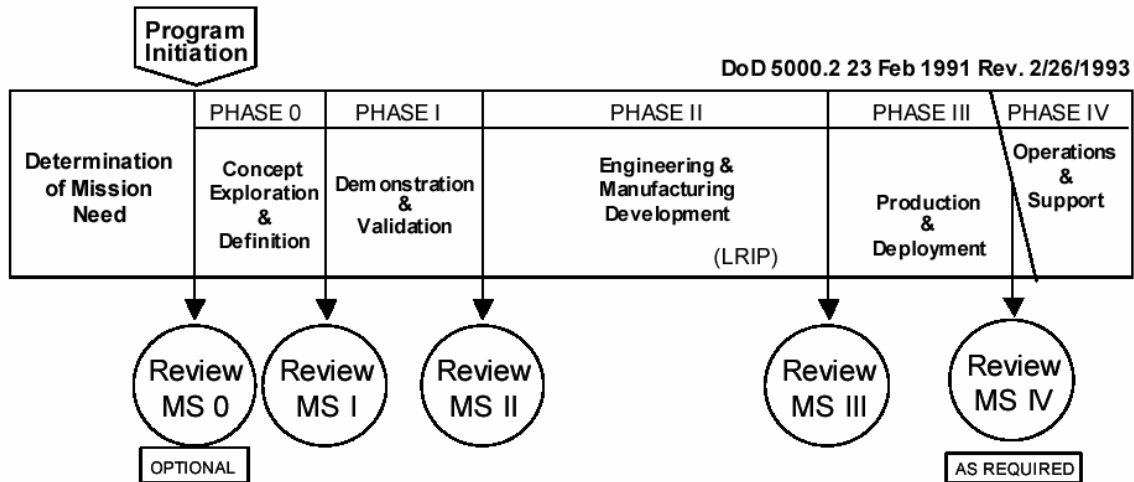 Program
Initiation
DoD 5000.2 23 Feb 1991 Rev. 2/26/1993
PHASE 0
PHASE I
PHASE II
PHASE III
PHASE IV
Determination
of Mission
Need
Concept
Exploration
&
Definition
Demonstration
&
Validation
Engineering &
Manufacturing
Development
(LRIP)
Production
&
Deployment
Operations
&
Support
Review
MS 0
Review
MS I
Review
MS II
Review
MS III
Review
MS IV
OPTIONAL
AS REQUIRED